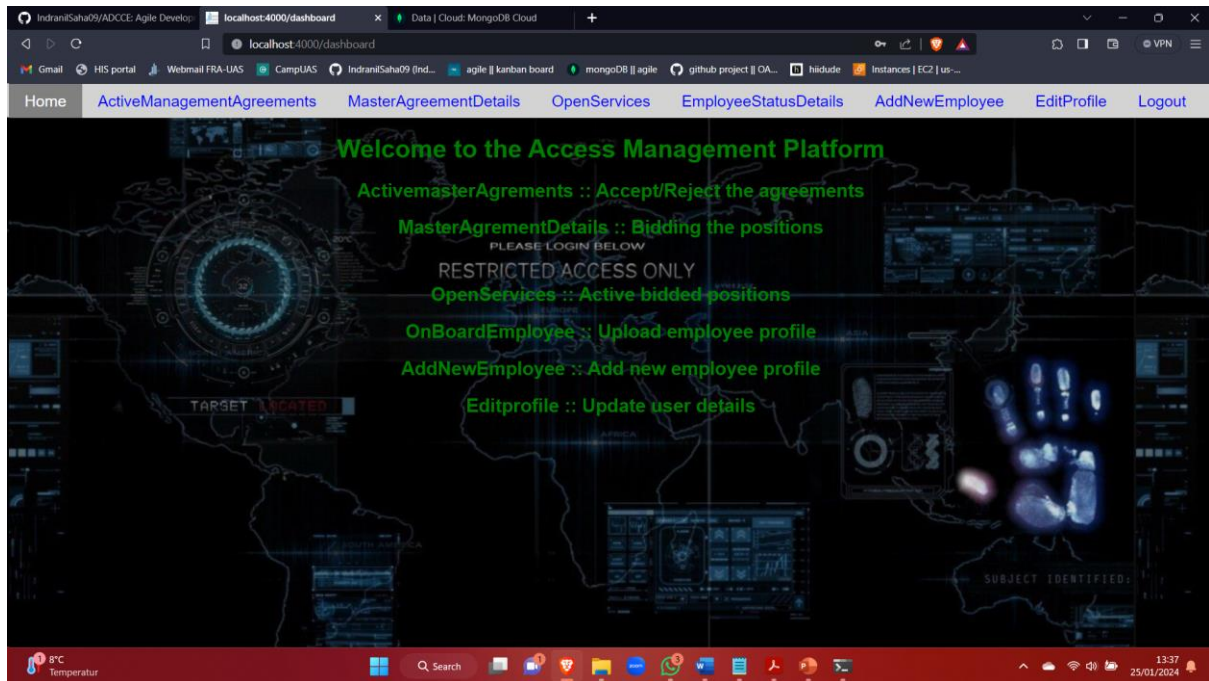 IndranilSaha09/ADCCE: Agile Develop
localhost:4000/dashboard
Data | Cloud: MongoDB Cloud
localhost:4000/dashboard
VPN
Gmail
HIS portal
Webmail FRA-UAS
CampUAS
IndranilSaha09 (Ind...
agile || kanban board
mongoDB || agile
github project || OA...
hiidude
Instances | EC2 | us-...
Home
ActiveManagementAgreements
MasterAgreementDetails
OpenServices
EmployeeStatusDetails
AddNewEmployee
EditProfile
Logout
Welcome to the Access Management Platform
ActivemasterAgrements :: Accept/Reject the agreements
MasterAgrementDetails :: Bidding the positions
PLEASE LOGIN BELOW
RESTRICTED ACCESS ONLY
OpenServices :: Active bidded positions
OnBoardEmployee :: Upload employee profile
AddNewEmployee :: Add new employee profile
Editprofile :: Update user details
TARGET LOCATED
AFRICA
ASIA
SOUTH AMERICA
SUBJECT IDENTIFIED:
8°C
Temperatur
Search
13:37
25/01/2024